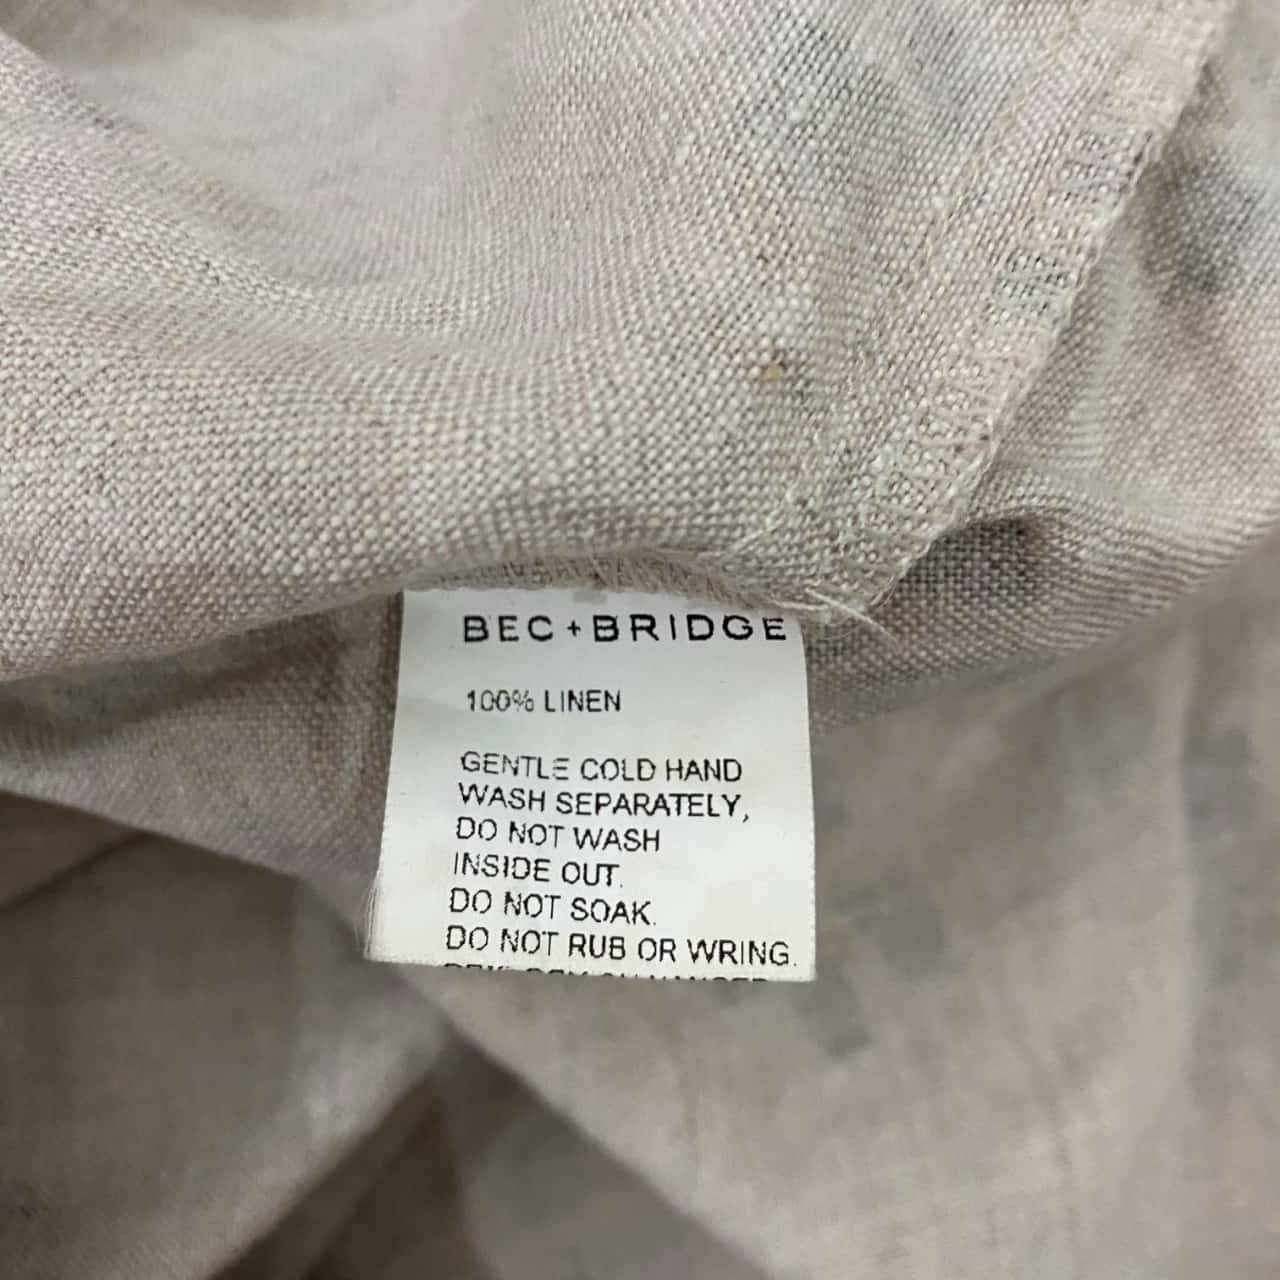 BEC + BRIDGE
100% LINEN
GENTLE COLD HAND
WASH SEPARATELY,
DO NOT WASH
INSIDE OUT.
DO NOT SOAK.
DO NOT RUB OR WRING.